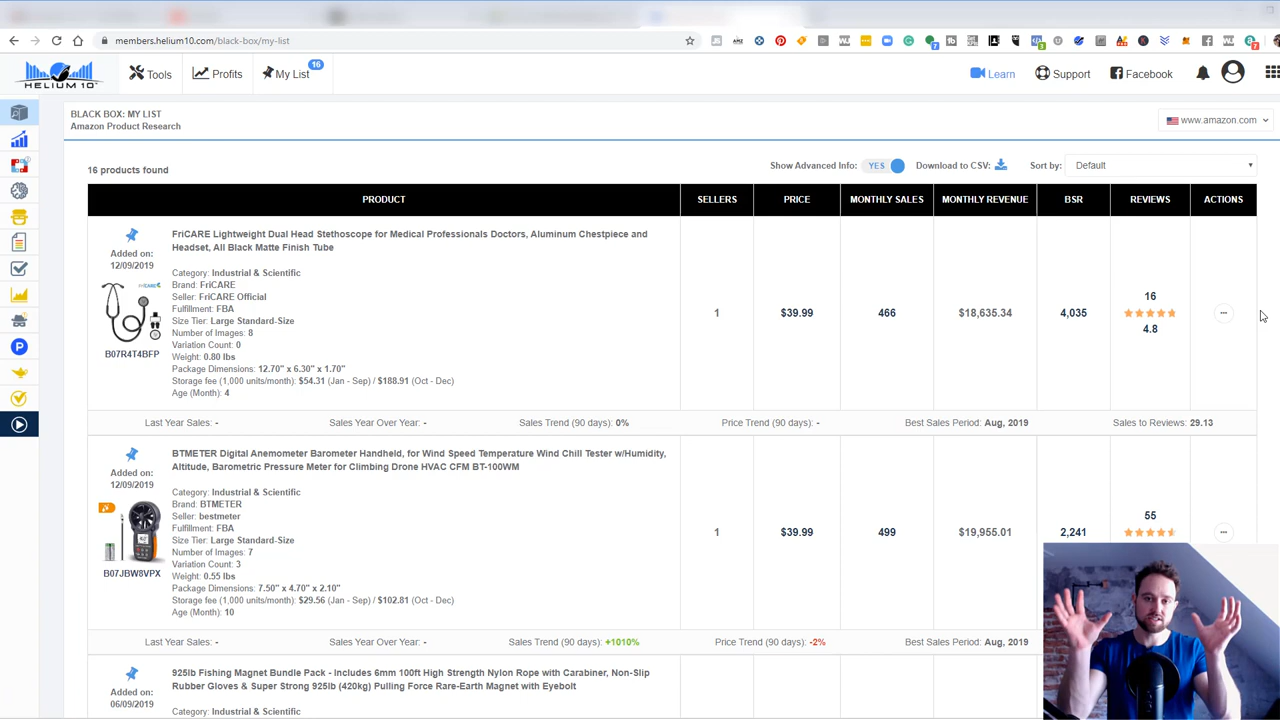 members.helium10.com/black-box/my-list
HELIUM 10
Tools
Profits
My List
16
Learn
Support
Facebook
BLACK BOX: MY LIST
Amazon Product Research
www.amazon.com
16 products found
Show Advanced Info: YES
Download to CSV:
Sort by: Default
PRODUCT SELLERS PRICE MONTHLY SALES MONTHLY REVENUE BSR REVIEWS ACTIONS
Added on:
12/09/2019
B07R4T4BFP
FriCARE Lightweight Dual Head Stethoscope for Medical Professionals Doctors, Aluminum Chestpiece and
Headset, All Black Matte Finish Tube
Category: Industrial & Scientific
Brand: FriCARE
Seller: FriCARE Official
Fulfillment: FBA
Size Tier: Large Standard-Size
Number of Images: 8
Variation Count: 0
Weight: 0.80 lbs
Package Dimensions: 12.70" x 6.30" x 1.70"
Storage fee (1,000 units/month): $54.31 (Jan - Sep) / $188.91 (Oct - Dec)
Age (Month): 4
1 $39.99 466 $18,635.34 4,035
16
4.8
Last Year Sales: - Sales Year Over Year: - Sales Trend (90 days): 0% Price Trend (90 days): - Best Sales Period: Aug, 2019 Sales to Reviews: 29.13
Added on:
12/09/2019
B07JBW8VPX
BTMETER Digital Anemometer Barometer Handheld, for Wind Speed Temperature Wind Chill Tester w/Humidity,
Altitude, Barometric Pressure Meter for Climbing Drone HVAC CFM BT-100WM
Category: Industrial & Scientific
Brand: BTMETER
Seller: bestmeter
Fulfillment: FBA
Size Tier: Large Standard-Size
Number of Images: 7
Variation Count: 3
Weight: 0.55 lbs
Package Dimensions: 7.50" x 4.70" x 2.10"
Storage fee (1,000 units/month): $29.56 (Jan - Sep) / $102.81 (Oct - Dec)
Age (Month): 10
1 $39.99 499 $19,955.01 2,241
55
Last Year Sales: - Sales Year Over Year: - Sales Trend (90 days): +1010% Price Trend (90 days): -2% Best Sales Period: Aug, 2019
Added on:
06/09/2019
925lb Fishing Magnet Bundle Pack - Includes 6mm 100ft High Strength Nylon Rope with Carabiner, Non-Slip
Rubber Gloves & Super Strong 925lb (420kg) Pulling Force Rare-Earth Magnet with Eyebolt
Category: Industrial & Scientific